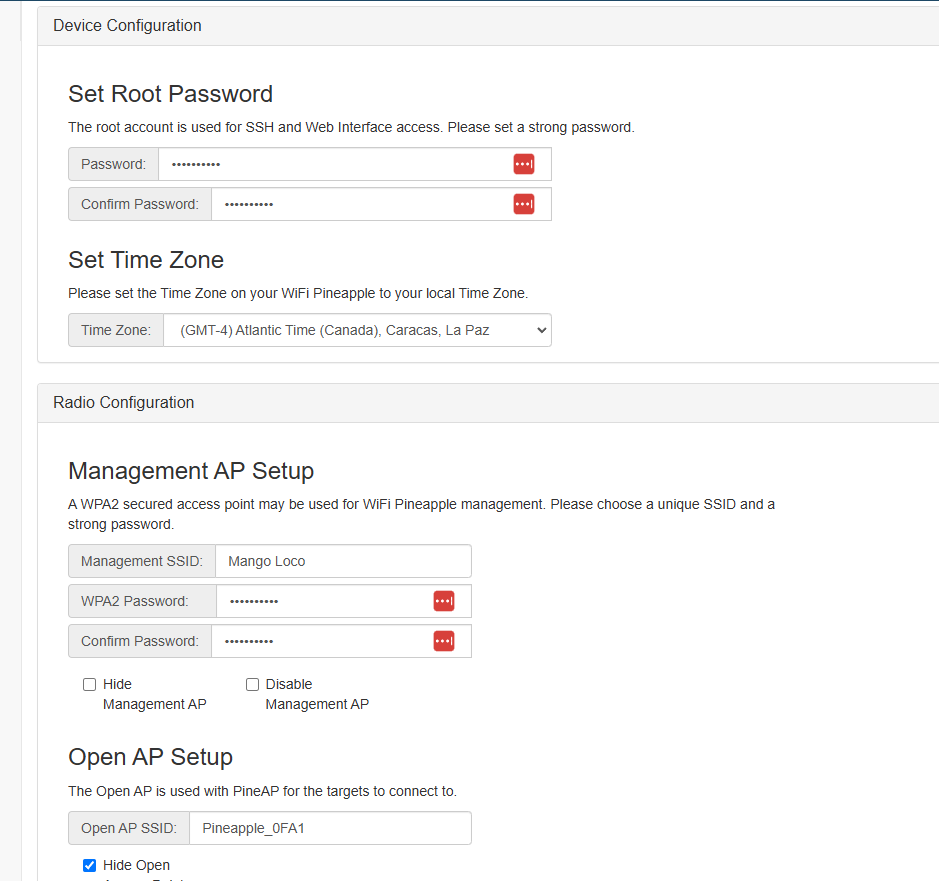 Device Configuration
Set Root Password
The root account is used for SSH and Web Interface access. Please set a strong password.
Password: ••••••••••
Confirm Password: ••••••••••
Set Time Zone
Please set the Time Zone on your WiFi Pineapple to your local Time Zone.
Time Zone: (GMT-4) Atlantic Time (Canada), Caracas, La Paz
Radio Configuration
Management AP Setup
A WPA2 secured access point may be used for WiFi Pineapple management. Please choose a unique SSID and a
strong password.
Management SSID: Mango Loco
WPA2 Password: ••••••••••
Confirm Password: ••••••••••
Hide
Management AP
Disable
Management AP
Open AP Setup
The Open AP is used with PineAP for the targets to connect to.
Open AP SSID: Pineapple_0FA1
Hide Open